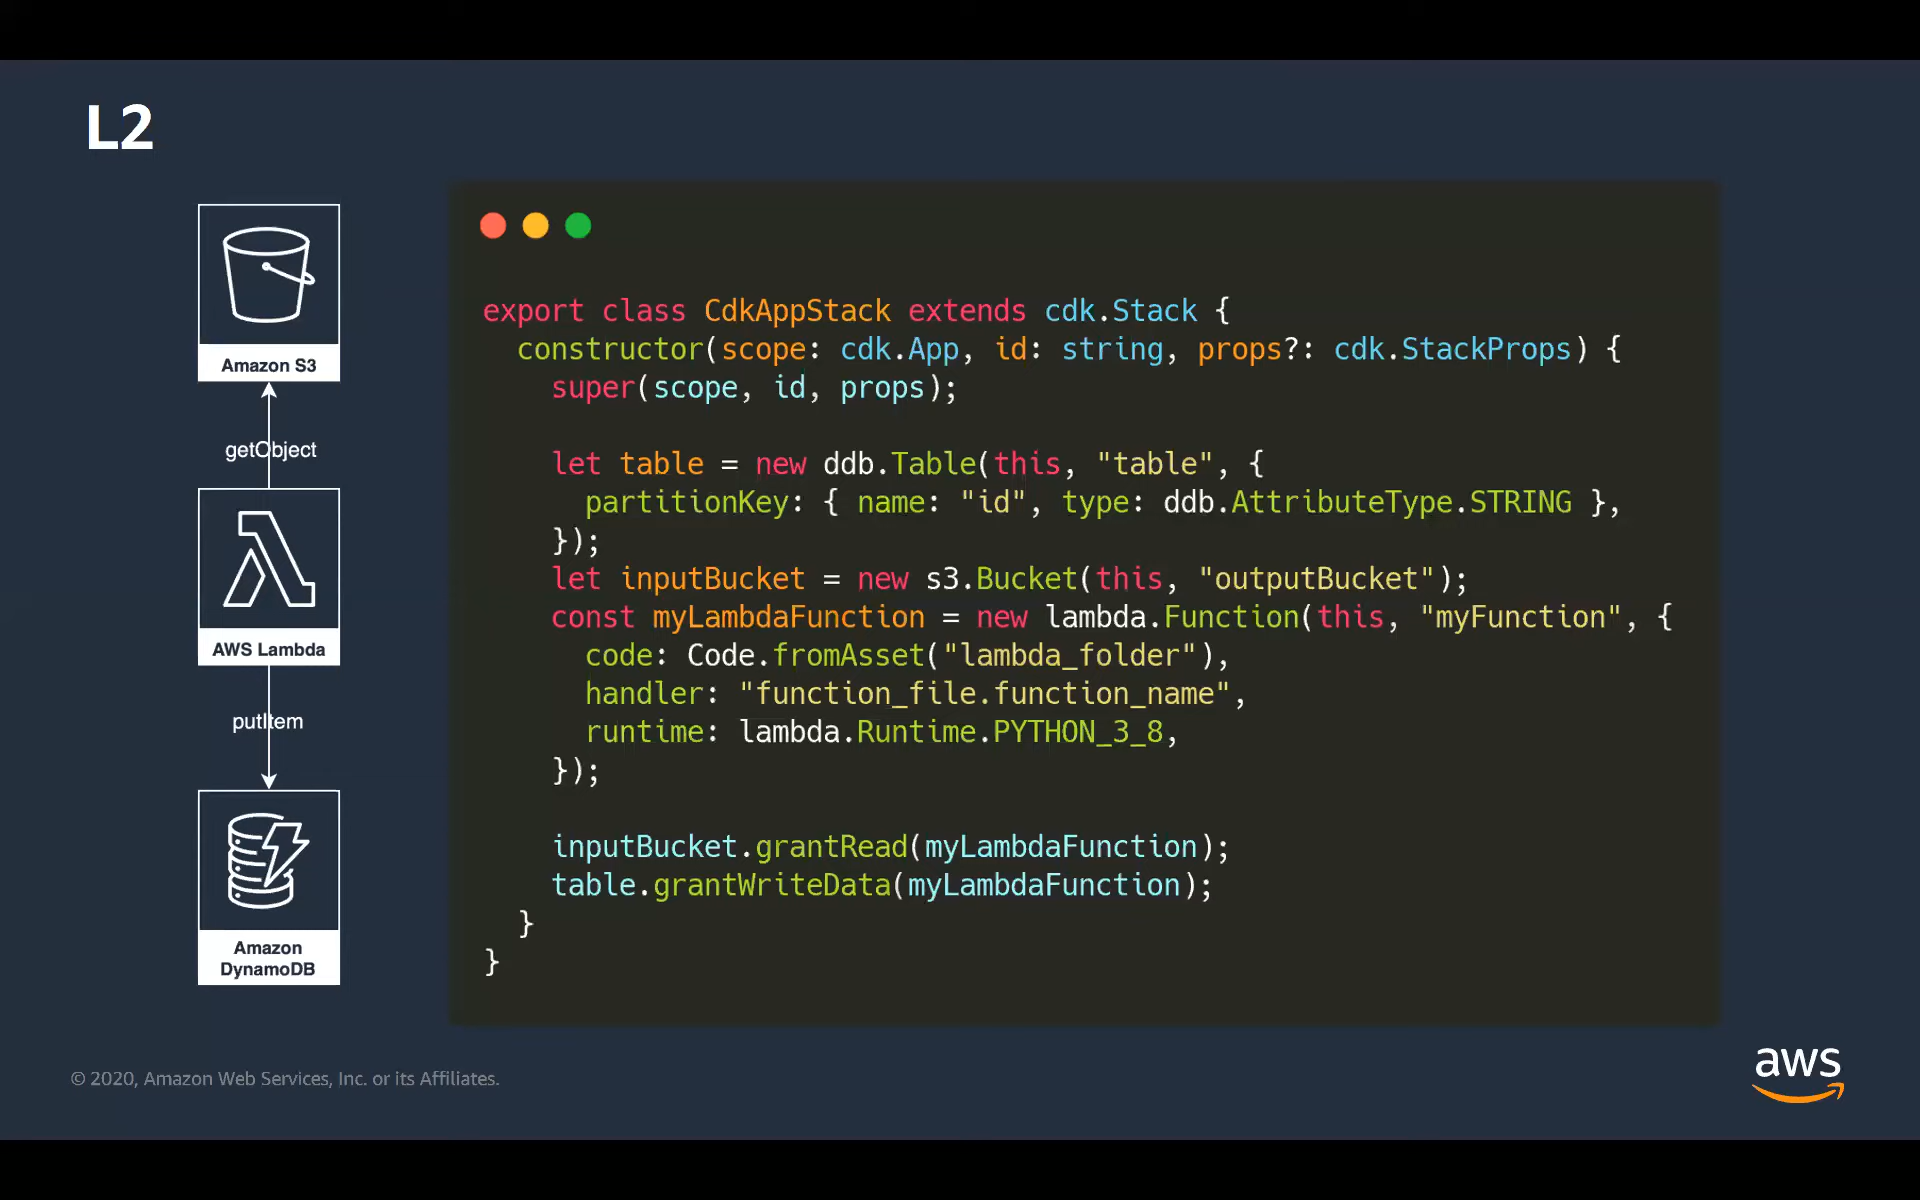 L2
Amazon S3
getObject
AWS Lambda
putItem
Amazon
DynamoDB
export class CdkAppStack extends cdk.Stack {
  constructor(scope: cdk.App, id: string, props?: cdk.StackProps) {
    super(scope, id, props);

    let table = new ddb.Table(this, "table", {
      partitionKey: { name: "id", type: ddb.AttributeType.STRING },
    });
    let inputBucket = new s3.Bucket(this, "outputBucket");
    const myLambdaFunction = new lambda.Function(this, "myFunction", {
      code: Code.fromAsset("lambda_folder"),
      handler: "function_file.function_name",
      runtime: lambda.Runtime.PYTHON_3_8,
    });

    inputBucket.grantRead(myLambdaFunction);
    table.grantWriteData(myLambdaFunction);
  }
}
© 2020, Amazon Web Services, Inc. or its Affiliates.
aws